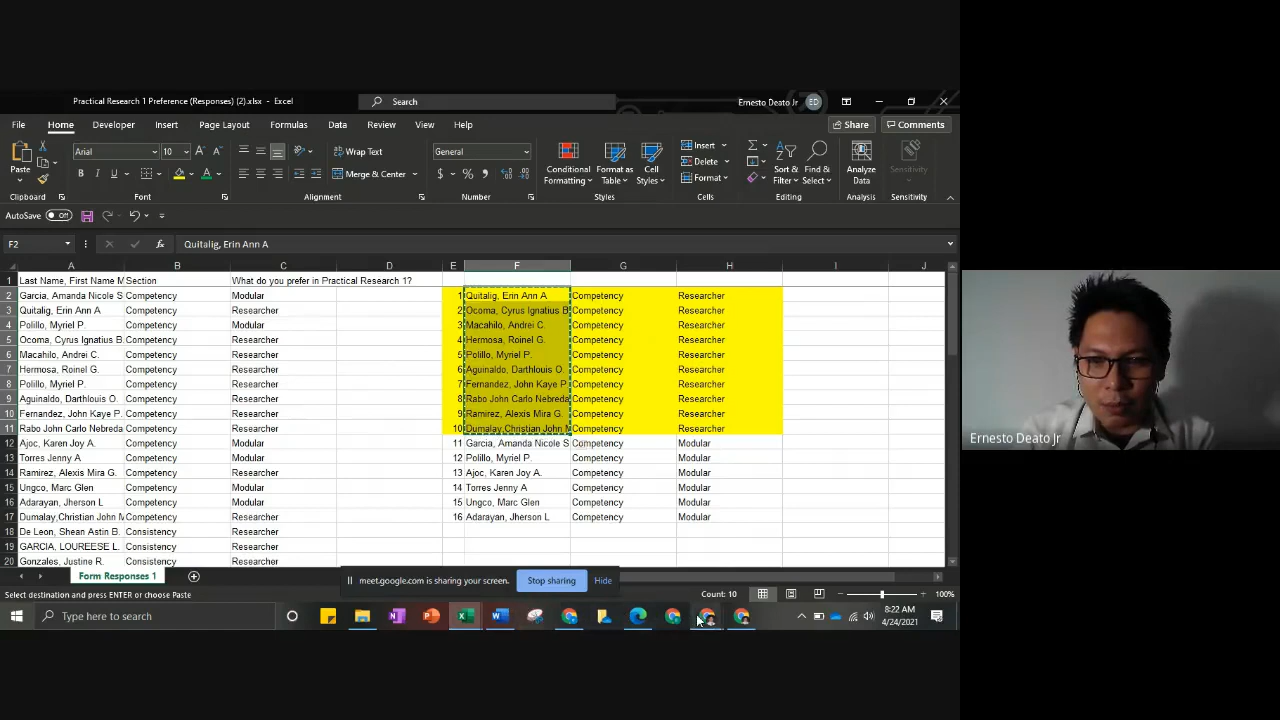 Practical Research 1 Preference (Responses) (2).xlsx - Excel
Search
Ernesto Deato Jr
ED
File Home Developer Insert Page Layout Formulas Data Review View Help
Share Comments
Paste
Arial 10
Wrap Text
General
Merge & Center
B I U
$ % ,
Conditional Formatting
Format as Table
Cell Styles
Insert
Delete
Format
Sort & Filter
Find & Select
Analyze Data
Sensitivity
Clipboard Font Alignment Number Styles Cells Editing Analysis Sensitivity
AutoSave Off
F2 fx Quitalig, Erin Ann A
A B C D E F G H I J
1 Last Name, First Name M Section What do you prefer in Practical Research 1?
2 Garcia, Amanda Nicole S Competency Modular 1 Quitalig, Erin Ann A Competency Researcher
3 Quitalig, Erin Ann A Competency Researcher 2 Ocoma, Cyrus Ignatius B Competency Researcher
4 Polillo, Myriel P. Competency Modular 3 Macahilo, Andrei C. Competency Researcher
5 Ocoma, Cyrus Ignatius B. Competency Researcher 4 Hermosa, Roinel G. Competency Researcher
6 Macahilo, Andrei C. Competency Researcher 5 Polillo, Myriel P. Competency Researcher
7 Hermosa, Roinel G. Competency Researcher 6 Aguinaldo, Darthlouis O. Competency Researcher
8 Polillo, Myriel P. Competency Researcher 7 Fernandez, John Kaye P. Competency Researcher
9 Aguinaldo, Darthlouis O. Competency Researcher 8 Rabo John Carlo Nebreda Competency Researcher
10 Fernandez, John Kaye P. Competency Researcher 9 Ramirez, Alexis Mira G. Competency Researcher
11 Rabo John Carlo Nebreda Competency Researcher 10 Dumalay,Christian John M Competency Researcher
12 Ajoc, Karen Joy A. Competency Modular 11 Garcia, Amanda Nicole S Competency Modular
13 Torres Jenny A Competency Modular 12 Polillo, Myriel P. Competency Modular
14 Ramirez, Alexis Mira G. Competency Researcher 13 Ajoc, Karen Joy A. Competency Modular
15 Ungco, Marc Glen Competency Modular 14 Torres Jenny A Competency Modular
16 Adarayan, Jherson L Competency Modular 15 Ungco, Marc Glen Competency Modular
17 Dumalay,Christian John M Competency Researcher 16 Adarayan, Jherson L Competency Modular
18 De Leon, Shean Astin B. Consistency Researcher
19 GARCIA, LOUREESE L. Consistency Researcher
20 Gonzales, Justine R. Consistency Researcher
Form Responses 1
meet.google.com is sharing your screen. Stop sharing Hide
Select destination and press ENTER or choose Paste
Count: 10
100%
Type here to search
8:22 AM
4/24/2021
Ernesto Deato Jr